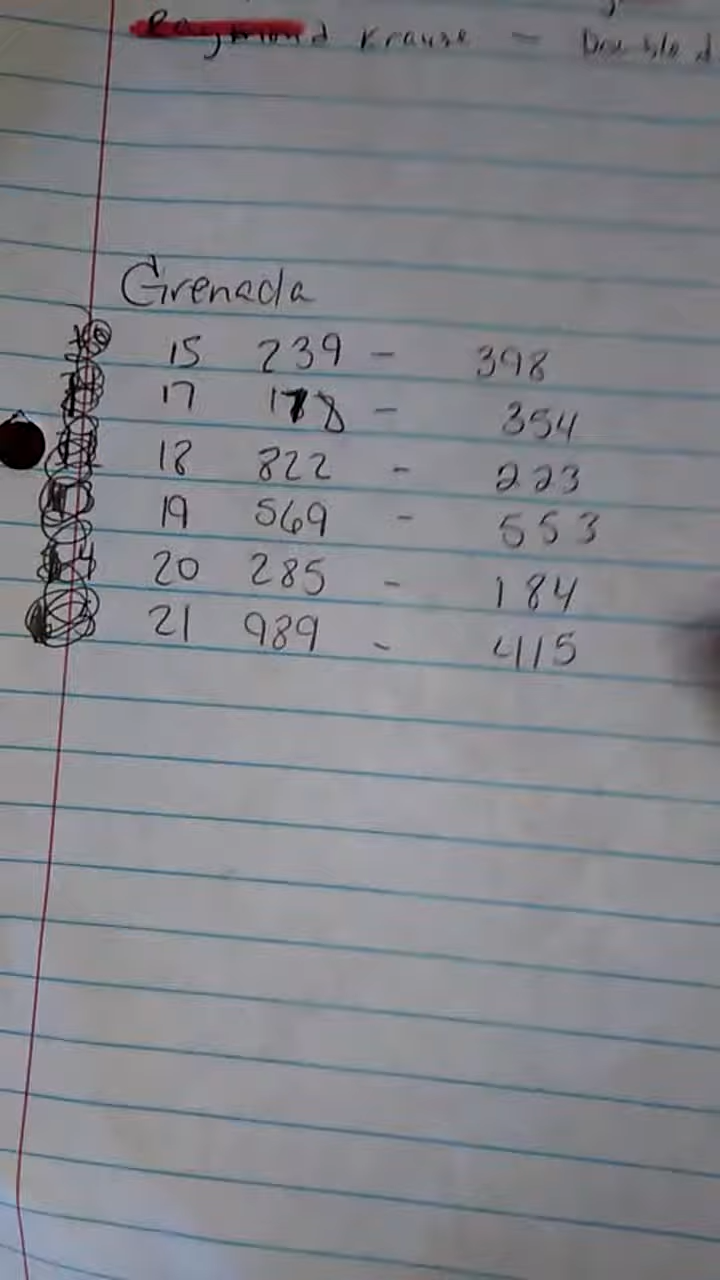 Raymond Krause -
Grenada
15 239 - 398
17 178 - 354
18 822 - 223
19 569 - 553
20 285 - 184
21 989 - 415